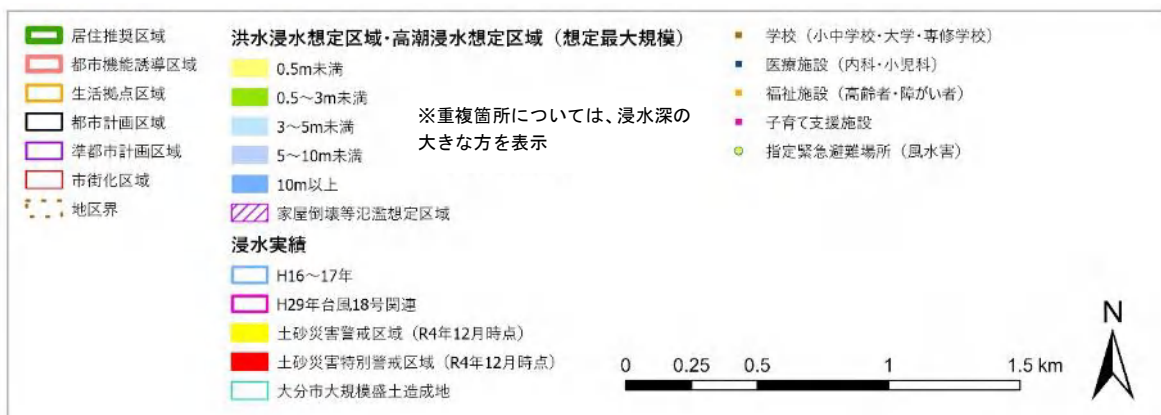 居住推奨区域
都市機能誘導区域
生活拠点区域
都市計画区域
準都市計画区域
市街化区域
地区界
洪水浸水想定区域・高潮浸水想定区域（想定最大規模）
0.5m未満
0.5～3m未満
3～5m未満
5～10m未満
10m以上
家屋倒壊等氾濫想定区域
※重複箇所については、浸水深の
大きな方を表示
浸水実績
H16～17年
H29年台風18号関連
土砂災害警戒区域（R4年12月時点）
土砂災害特別警戒区域（R4年12月時点）
大分市大規模盛土造成地
学校（小中学校・大学・専修学校）
医療施設（内科・小児科）
福祉施設（高齢者・障がい者）
子育て支援施設
指定緊急避難場所（風水害）
N
0 0.25 0.5 1 1.5 km